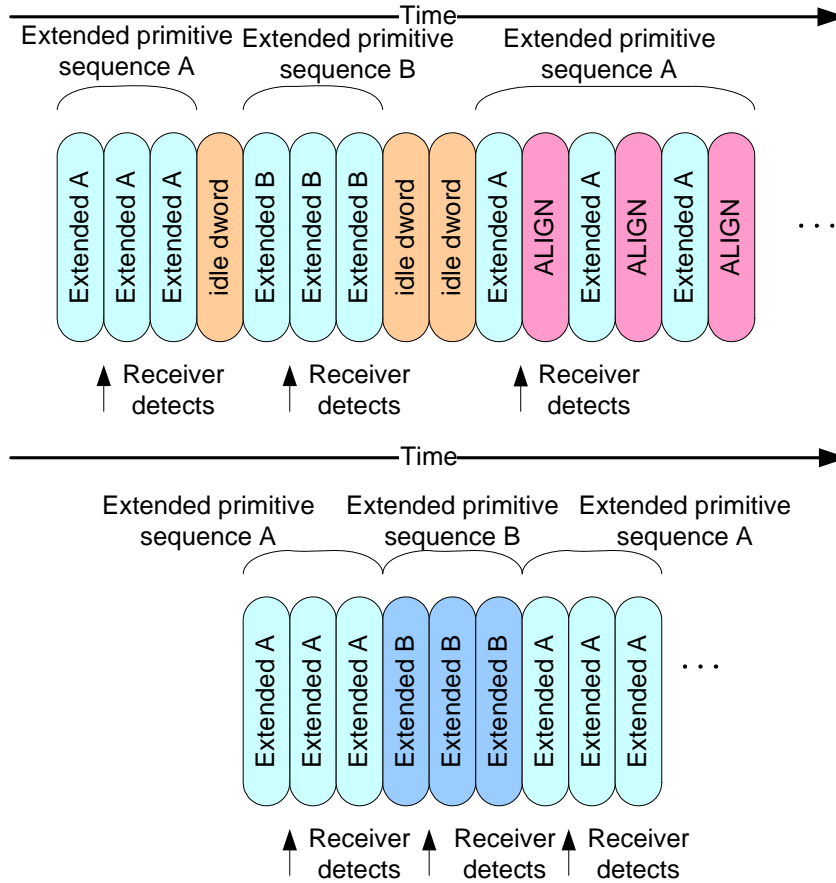 Time
Extended primitive
sequence A
Extended primitive
sequence B
Extended primitive
sequence A
Extended A
Extended A
Extended A
idle dword
Extended B
Extended B
Extended B
idle dword
idle dword
Extended A
ALIGN
Extended A
ALIGN
Extended A
ALIGN
. . .
Receiver
detects
Receiver
detects
Receiver
detects
Time
Extended primitive
sequence A
Extended primitive
sequence B
Extended primitive
sequence A
Extended A
Extended A
Extended A
Extended B
Extended B
Extended B
Extended A
Extended A
Extended A
. . .
Receiver
detects
Receiver
detects
Receiver
detects